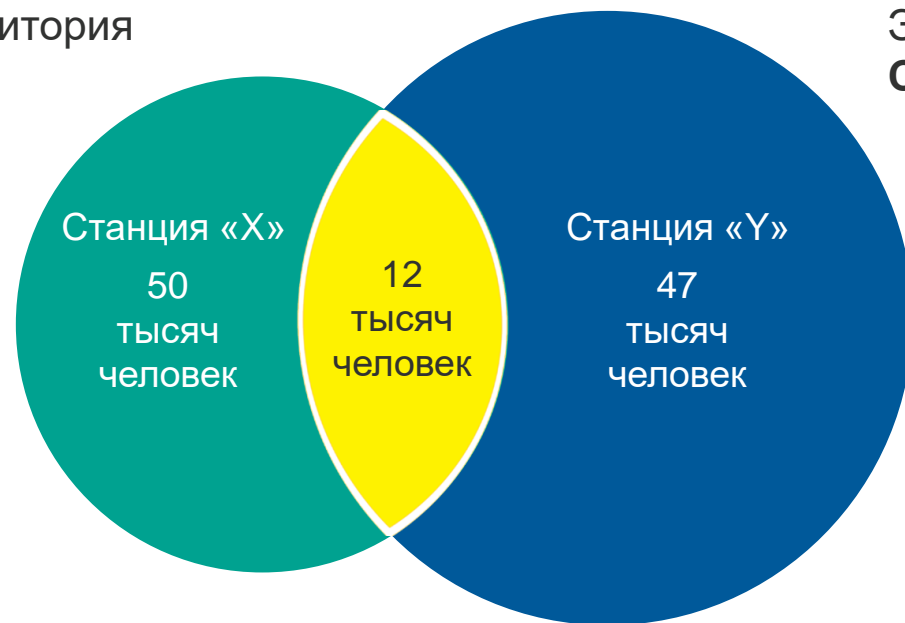 итория
Станция «X»
50
тысяч
человек
12
тысяч
человек
Станция «Y»
47
тысяч
человек